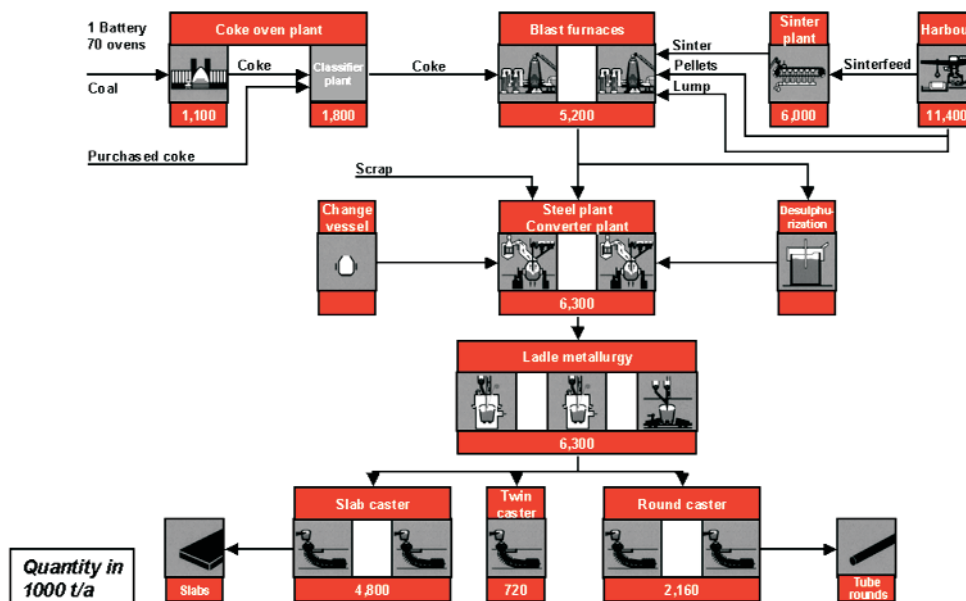 1 Battery
70 ovens
Coke oven plant
Blast furnaces
Sinter
plant
Harbou
Coal
Coke
Classifier
plant
Coke
Sinter
Pellets
Lump
Sinterfeed
1,100
1,800
5,200
6,000
11,400
Purchased coke
Scrap
Change
vessel
Steel plant
Converter plant
Desulphu-
rization
6,300
Ladle metallurgy
6,300
Slab caster
Twin
caster
Round caster
Slabs
4,800
720
2,160
Tube
rounds
Quantity in
1000 t/a